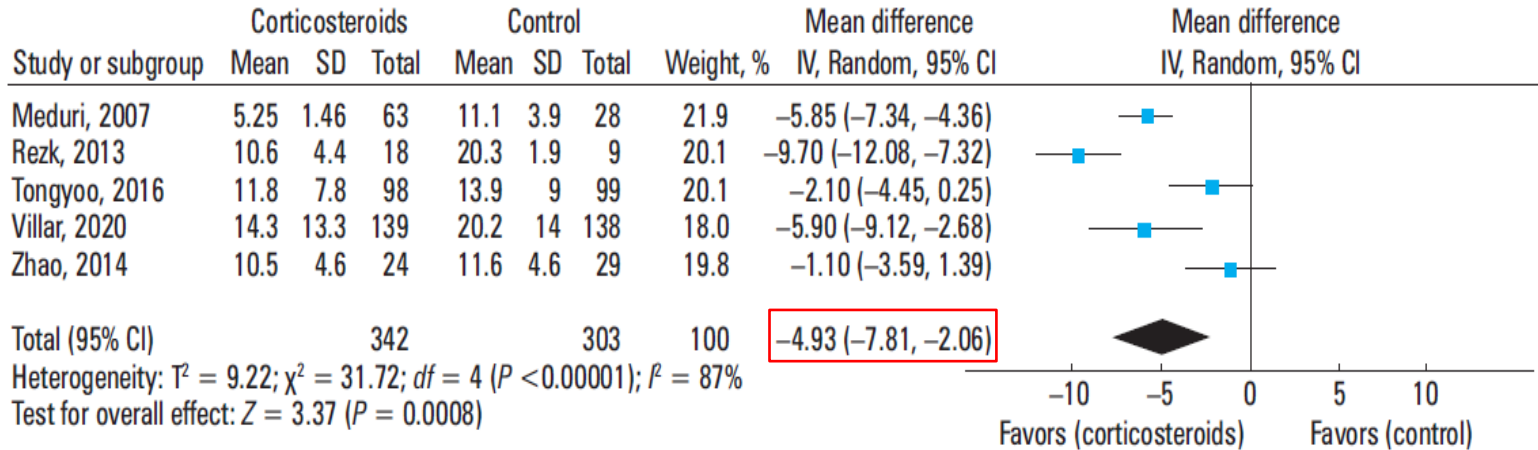 Corticosteroids Control Mean difference Mean difference
Study or subgroup Mean SD Total Mean SD Total Weight, % IV, Random, 95% CI IV, Random, 95% CI
Meduri, 2007 5.25 1.46 63 11.1 3.9 28 21.9 −5.85 (−7.34, −4.36)
Rezk, 2013 10.6 4.4 18 20.3 1.9 9 20.1 −9.70 (−12.08, −7.32)
Tongyoo, 2016 11.8 7.8 98 13.9 9 99 20.1 −2.10 (−4.45, 0.25)
Villar, 2020 14.3 13.3 139 20.2 14 138 18.0 −5.90 (−9.12, −2.68)
Zhao, 2014 10.5 4.6 24 11.6 4.6 29 19.8 −1.10 (−3.59, 1.39)
Total (95% CI) 342 303 100 −4.93 (−7.81, −2.06)
Heterogeneity: T² = 9.22; χ² = 31.72; df = 4 (P <0.00001); I² = 87%
Test for overall effect: Z = 3.37 (P = 0.0008)
−10 −5 0 5 10
Favors (corticosteroids) Favors (control)